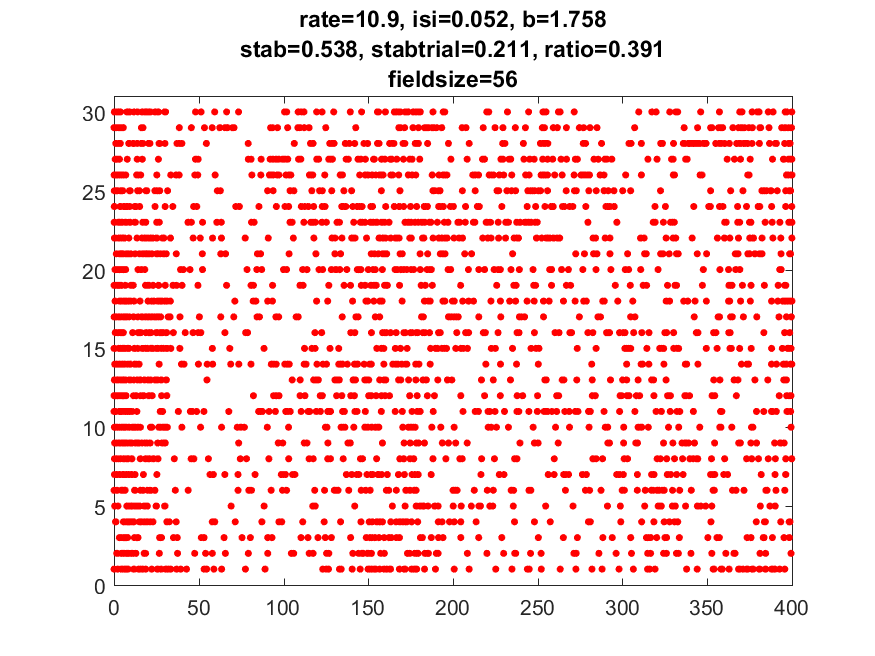 rate=10.9, isi=0.052, b=1.758
stab=0.538, stabtrial=0.211, ratio=0.391
fieldsize=56
30
25
20
15
10
5
0
0 50 100 150 200 250 300 350 400